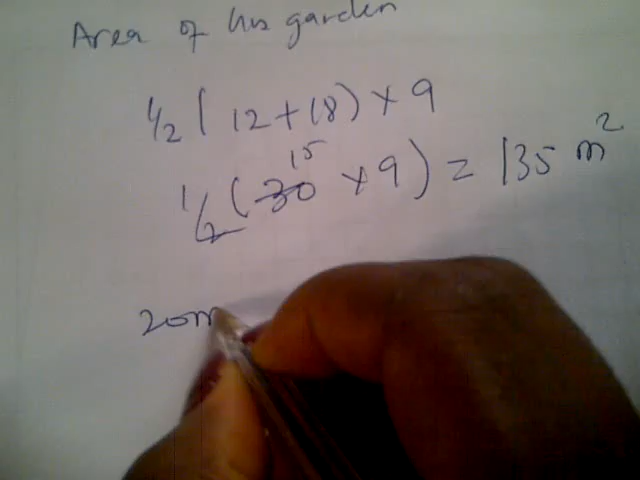 Area of his garden
1/2 ( 12 + 18 ) × 9
15
1/2 ( 30 × 9 ) = 135 m²
20m